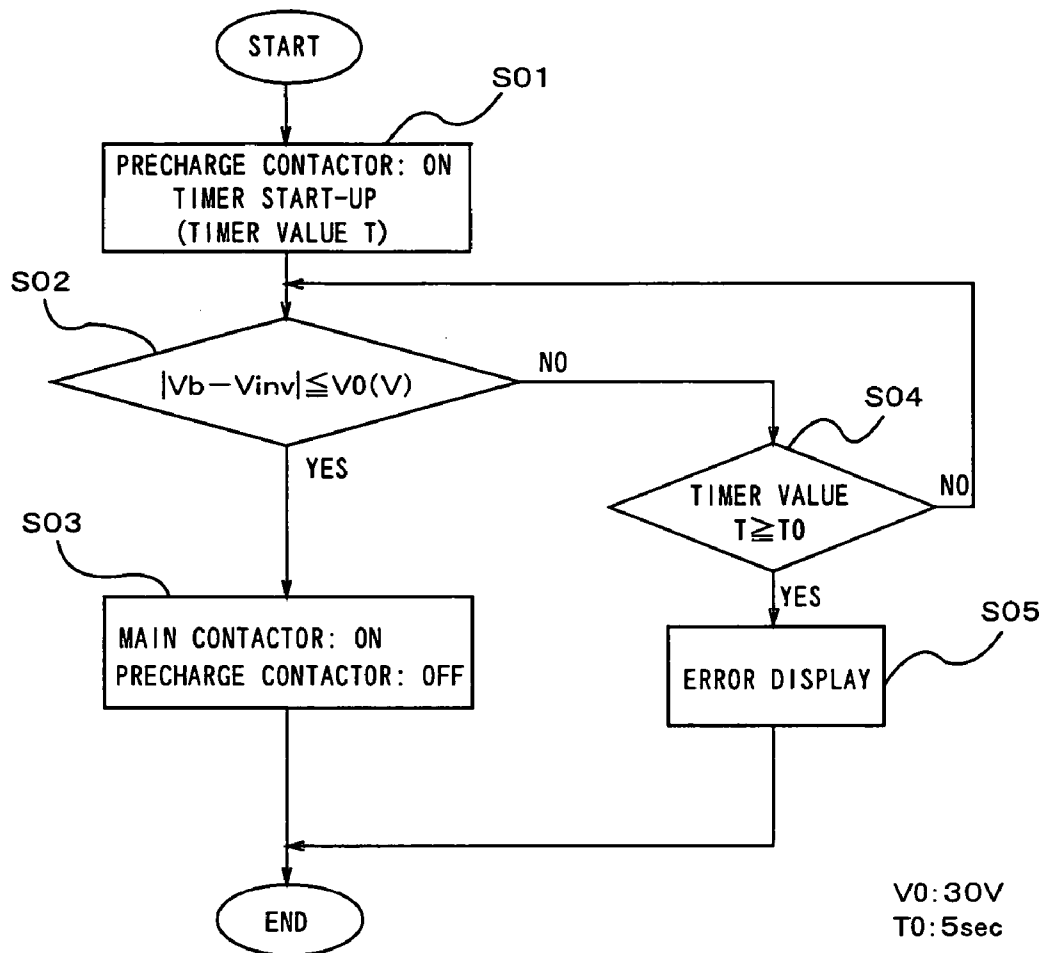 START
S01
PRECHARGE CONTACTOR: ON
TIMER START-UP
(TIMER VALUE T)
S02
|Vb-Vinv|≦V0(V)
NO
YES
S04
TIMER VALUE
T≧T0
NO
YES
S03
MAIN CONTACTOR: ON
PRECHARGE CONTACTOR: OFF
S05
ERROR DISPLAY
END
V0:30V
T0:5sec